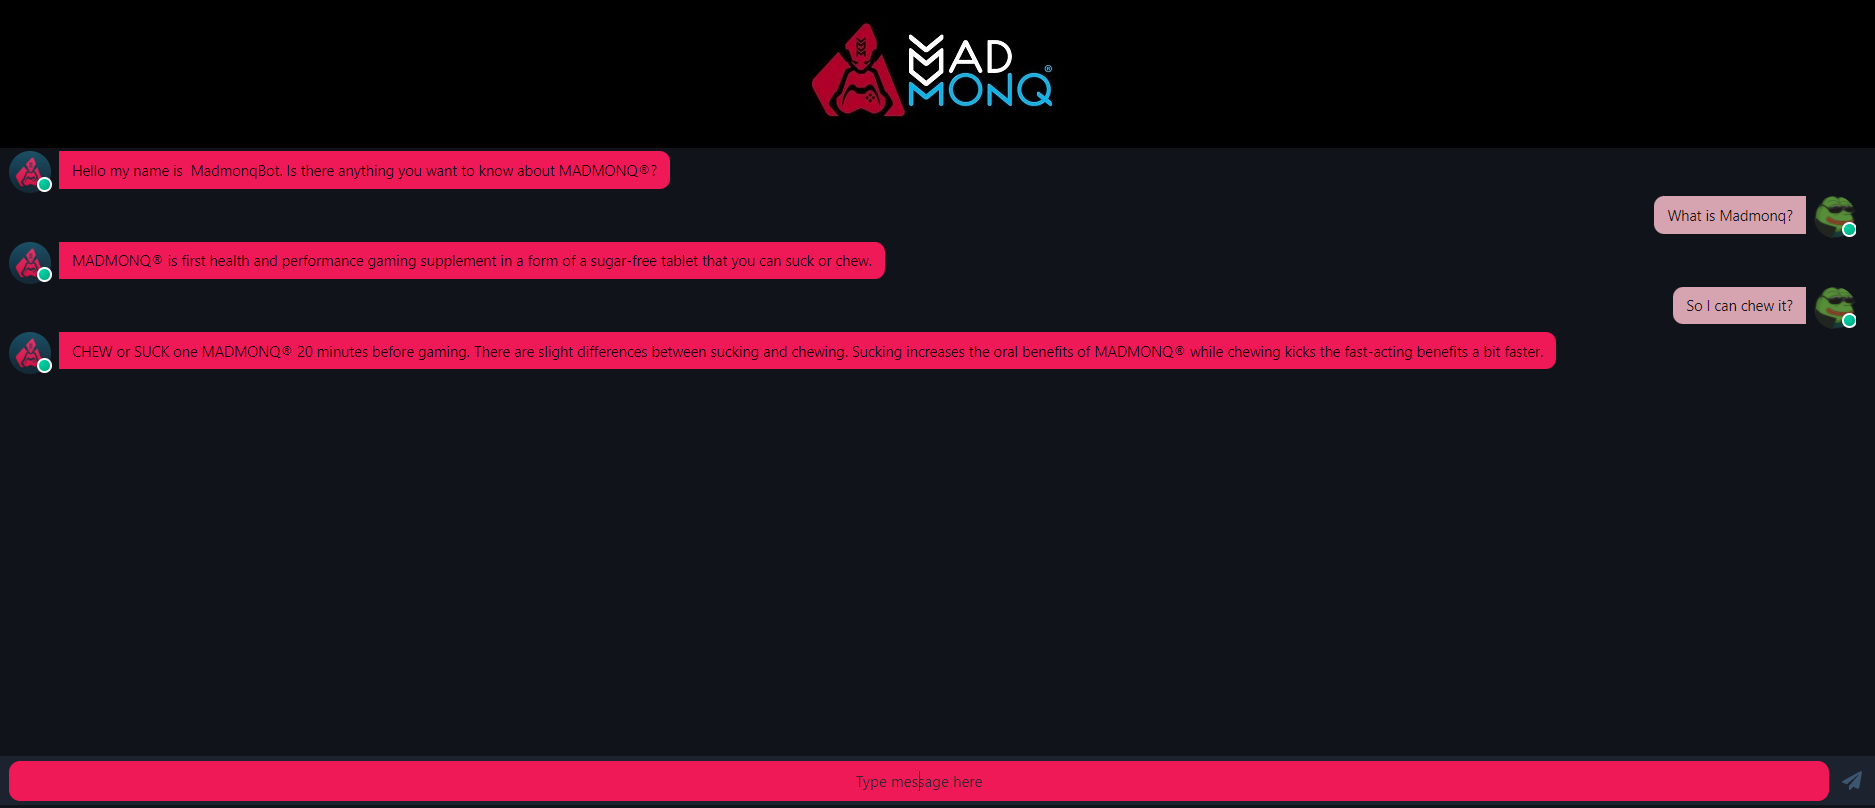 MAD
MONQ®
Hello my name is  MadmonqBot. Is there anything you want to know about MADMONQ®?
What is Madmonq?
MADMONQ® is first health and performance gaming supplement in a form of a sugar-free tablet that you can suck or chew.
So I can chew it?
CHEW or SUCK one MADMONQ® 20 minutes before gaming. There are slight differences between sucking and chewing. Sucking increases the oral benefits of MADMONQ® while chewing kicks the fast-acting benefits a bit faster.
Type message here